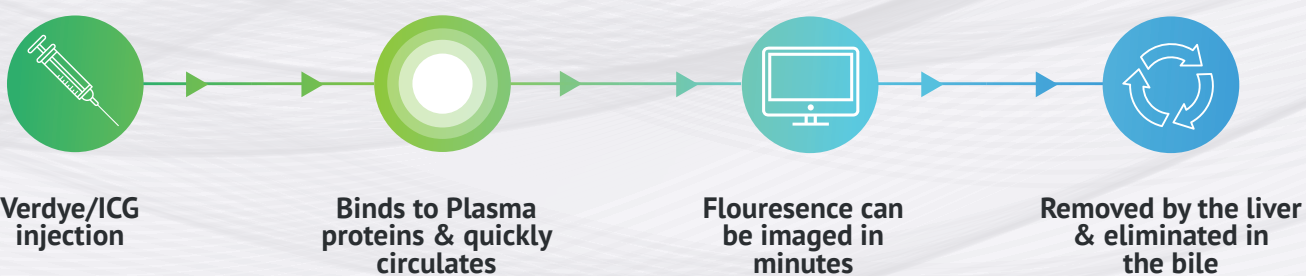 Verdye/ICG
injection
Binds to Plasma
proteins & quickly
circulates
Flouresence can
be imaged in
minutes
Removed by the liver
& eliminated in
the bile